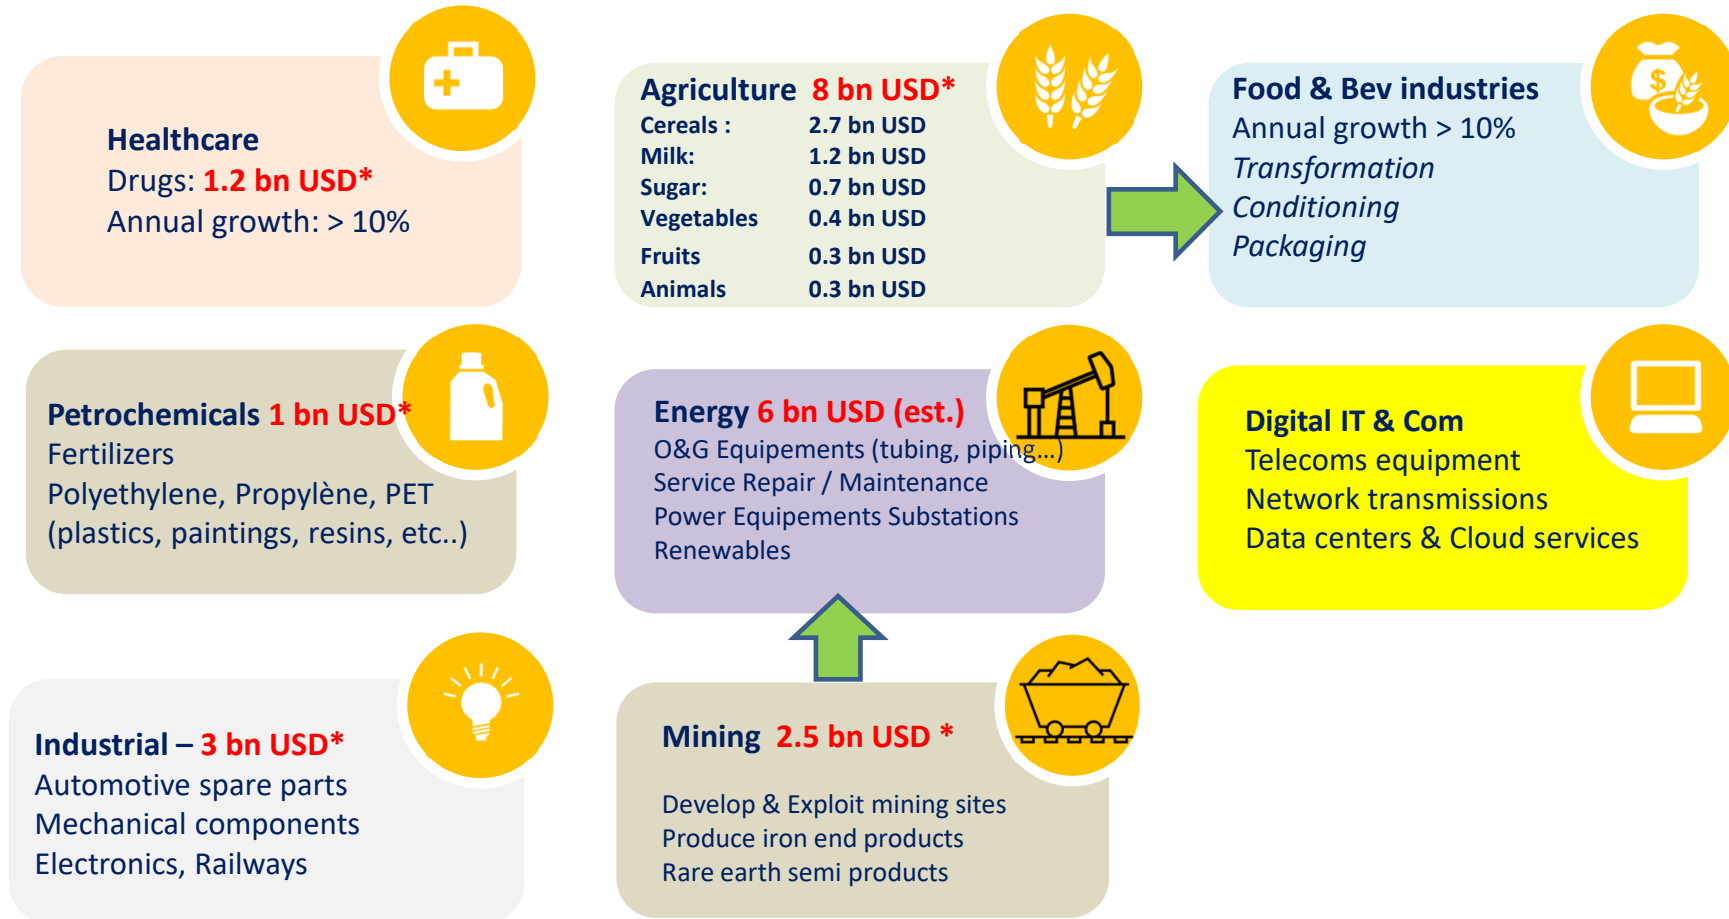 Healthcare
Drugs: 1.2 bn USD*
Annual growth: > 10%
Agriculture 8 bn USD*
Cereals : 2.7 bn USD
Milk: 1.2 bn USD
Sugar: 0.7 bn USD
Vegetables 0.4 bn USD
Fruits 0.3 bn USD
Animals 0.3 bn USD
Food & Bev industries
Annual growth > 10%
Transformation
Conditioning
Packaging
$
Petrochemicals 1 bn USD*
Fertilizers
Polyethylene, Propylène, PET
(plastics, paintings, resins, etc..)
Energy 6 bn USD (est.)
O&G Equipements (tubing, piping...)
Service Repair / Maintenance
Power Equipements Substations
Renewables
Digital IT & Com
Telecoms equipment
Network transmissions
Data centers & Cloud services
Industrial – 3 bn USD*
Automotive spare parts
Mechanical components
Electronics, Railways
Mining 2.5 bn USD *
Develop & Exploit mining sites
Produce iron end products
Rare earth semi products